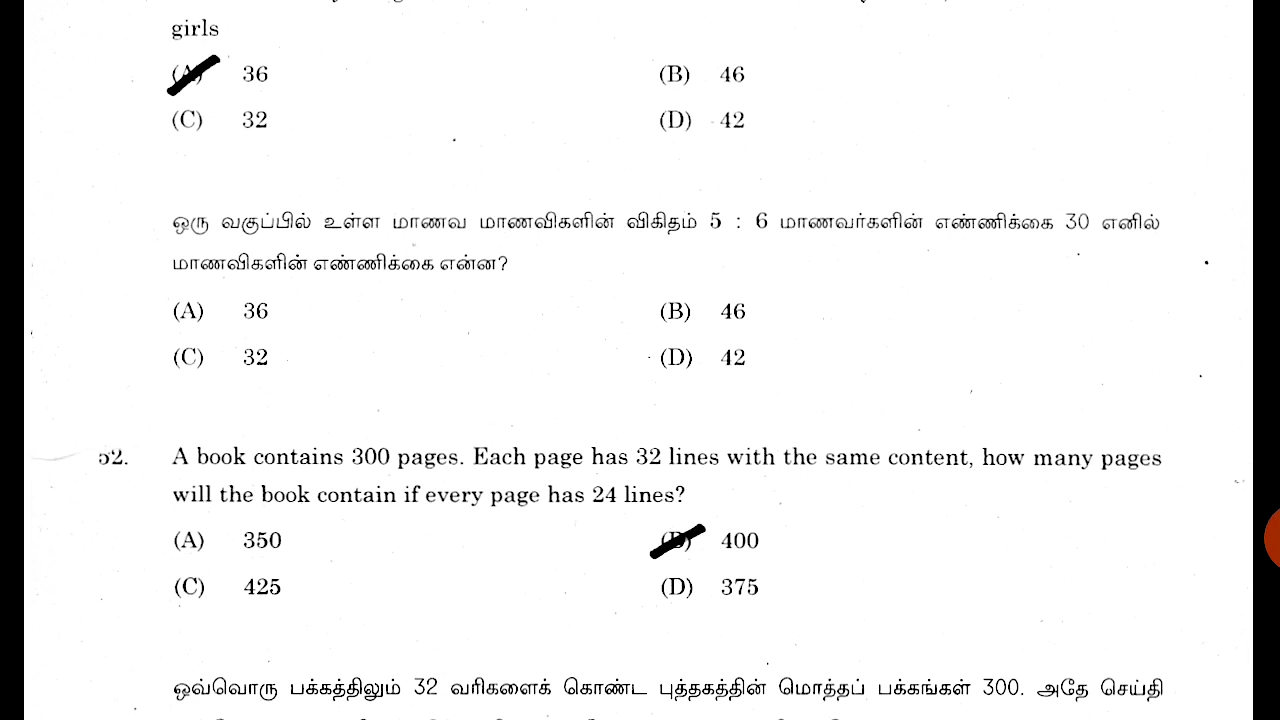 girls
(A) 36 (B) 46
(C) 32 (D) 42
ஒரு வகுப்பில் உள்ள மாணவ மாணவிகளின் விகிதம் 5 : 6 மாணவர்களின் எண்ணிக்கை 30 எனில்
மாணவிகளின் எண்ணிக்கை என்ன?
(A) 36 (B) 46
(C) 32 (D) 42
52. A book contains 300 pages. Each page has 32 lines with the same content, how many pages
will the book contain if every page has 24 lines?
(A) 350 (B) 400
(C) 425 (D) 375
ஒவ்வொரு பக்கத்திலும் 32 வரிகளைக் கொண்ட புத்தகத்தின் மொத்தப் பக்கங்கள் 300. அதே செய்தி